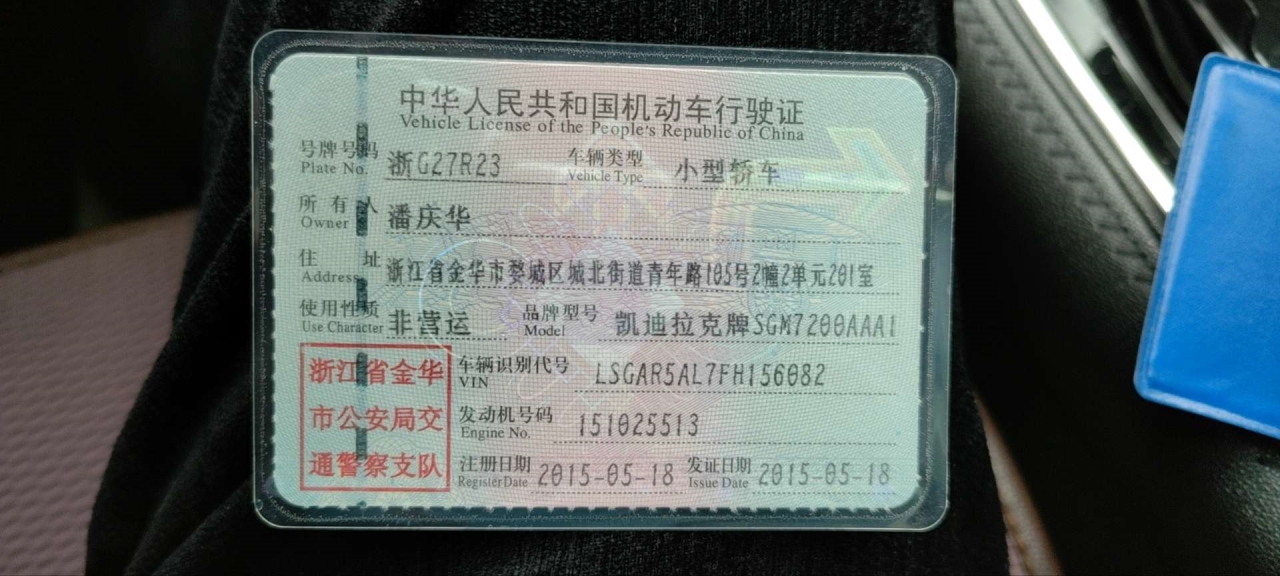 中华人民共和国机动车行驶证
Vehicle License of the People's Republic of China
号牌号码 浙G27R23 车辆类型 小型轿车
Plate No. Vehicle Type
所有人 潘庆华
Owner
住址 浙江省金华市婺城区城北街道青年路105号2幢2单元201室
Address
使用性质 非营运 品牌型号 凯迪拉克牌SGM7200AAA1
Use Character Model
浙江省金华 车辆识别代号 LSGAR5AL7FH156082
VIN
市公安局交 发动机号码 151025513
Engine No.
通警察支队 注册日期 2015-05-18 发证日期 2015-05-18
Register Date Issue Date